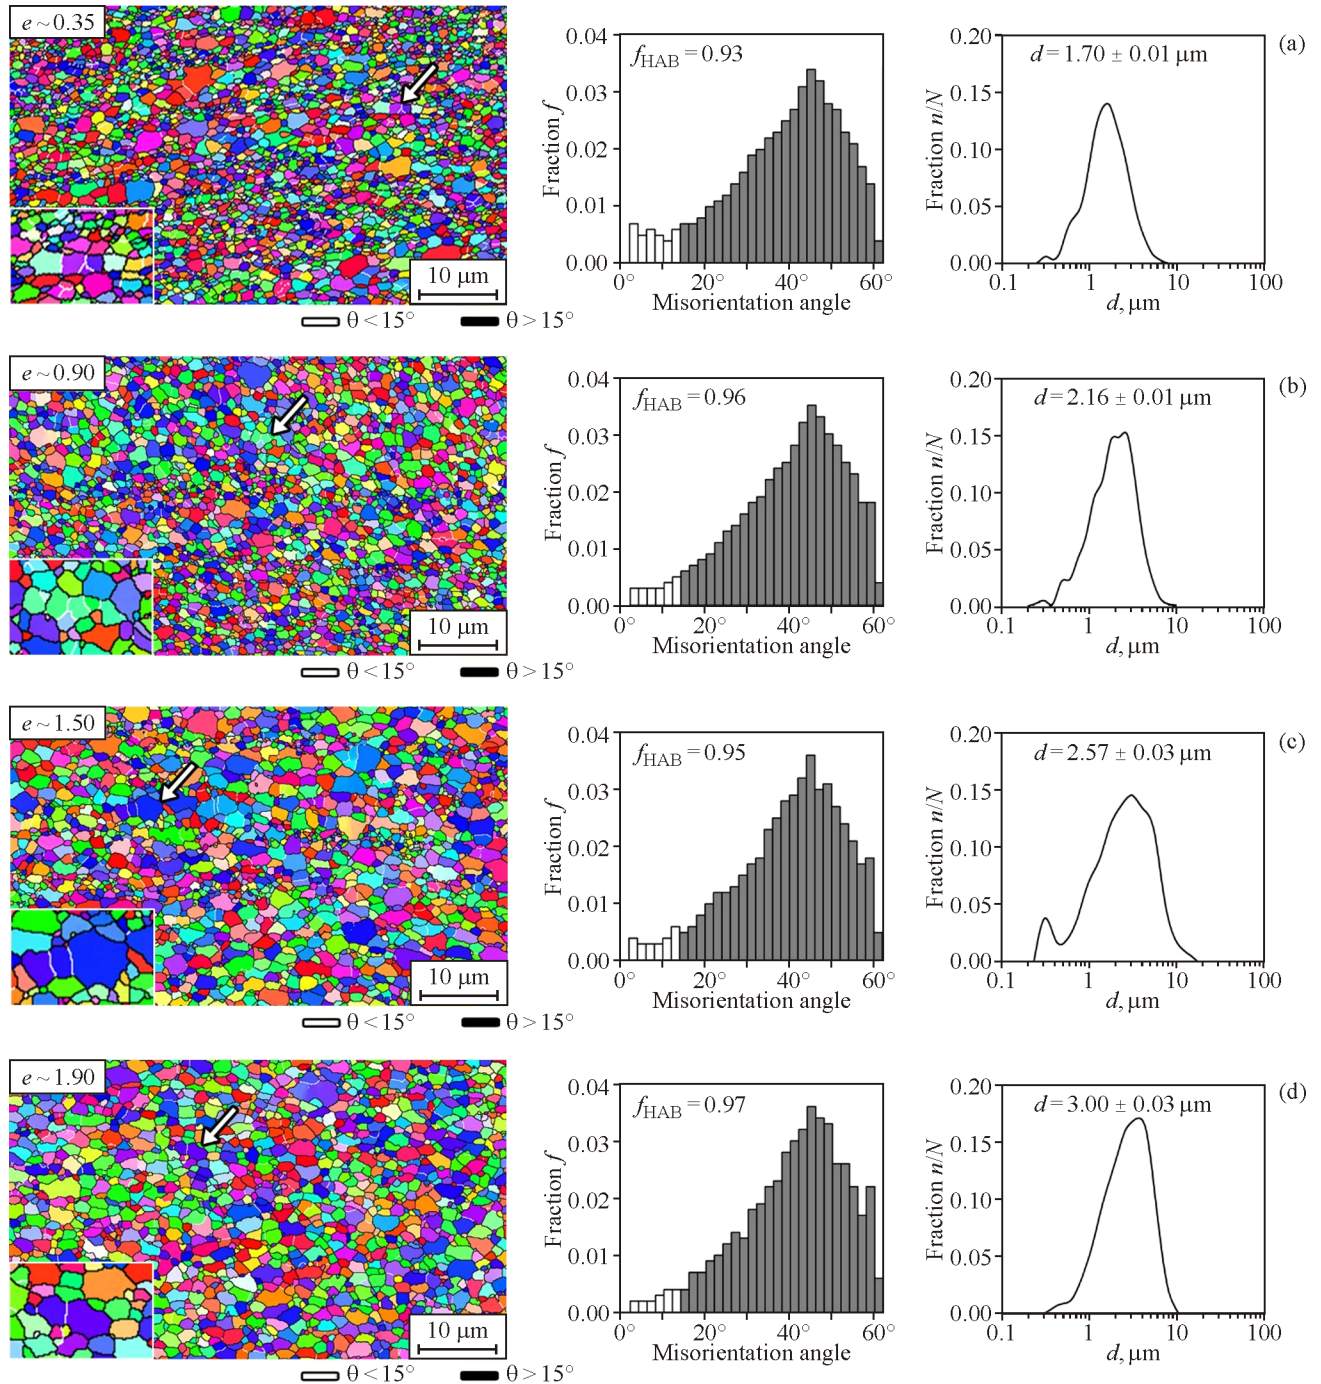 e ~ 0.35
10 μm
θ < 15° θ > 15°
0.04
0.03
0.02
0.01
0.00
Fraction f
f_HAB = 0.93
0° 20° 40° 60°
Misorientation angle
0.20
0.15
0.10
0.05
0.00
Fraction n/N
d = 1.70 ± 0.01 μm
0.1 1 10 100
d, μm
(a)
e ~ 0.90
10 μm
θ < 15° θ > 15°
0.04
0.03
0.02
0.01
0.00
Fraction f
f_HAB = 0.96
0° 20° 40° 60°
Misorientation angle
0.20
0.15
0.10
0.05
0.00
Fraction n/N
d = 2.16 ± 0.01 μm
0.1 1 10 100
d, μm
(b)
e ~ 1.50
10 μm
θ < 15° θ > 15°
0.04
0.03
0.02
0.01
0.00
Fraction f
f_HAB = 0.95
0° 20° 40° 60°
Misorientation angle
0.20
0.15
0.10
0.05
0.00
Fraction n/N
d = 2.57 ± 0.03 μm
0.1 1 10 100
d, μm
(c)
e ~ 1.90
10 μm
θ < 15° θ > 15°
0.04
0.03
0.02
0.01
0.00
Fraction f
f_HAB = 0.97
0° 20° 40° 60°
Misorientation angle
0.20
0.15
0.10
0.05
0.00
Fraction n/N
d = 3.00 ± 0.03 μm
0.1 1 10 100
d, μm
(d)